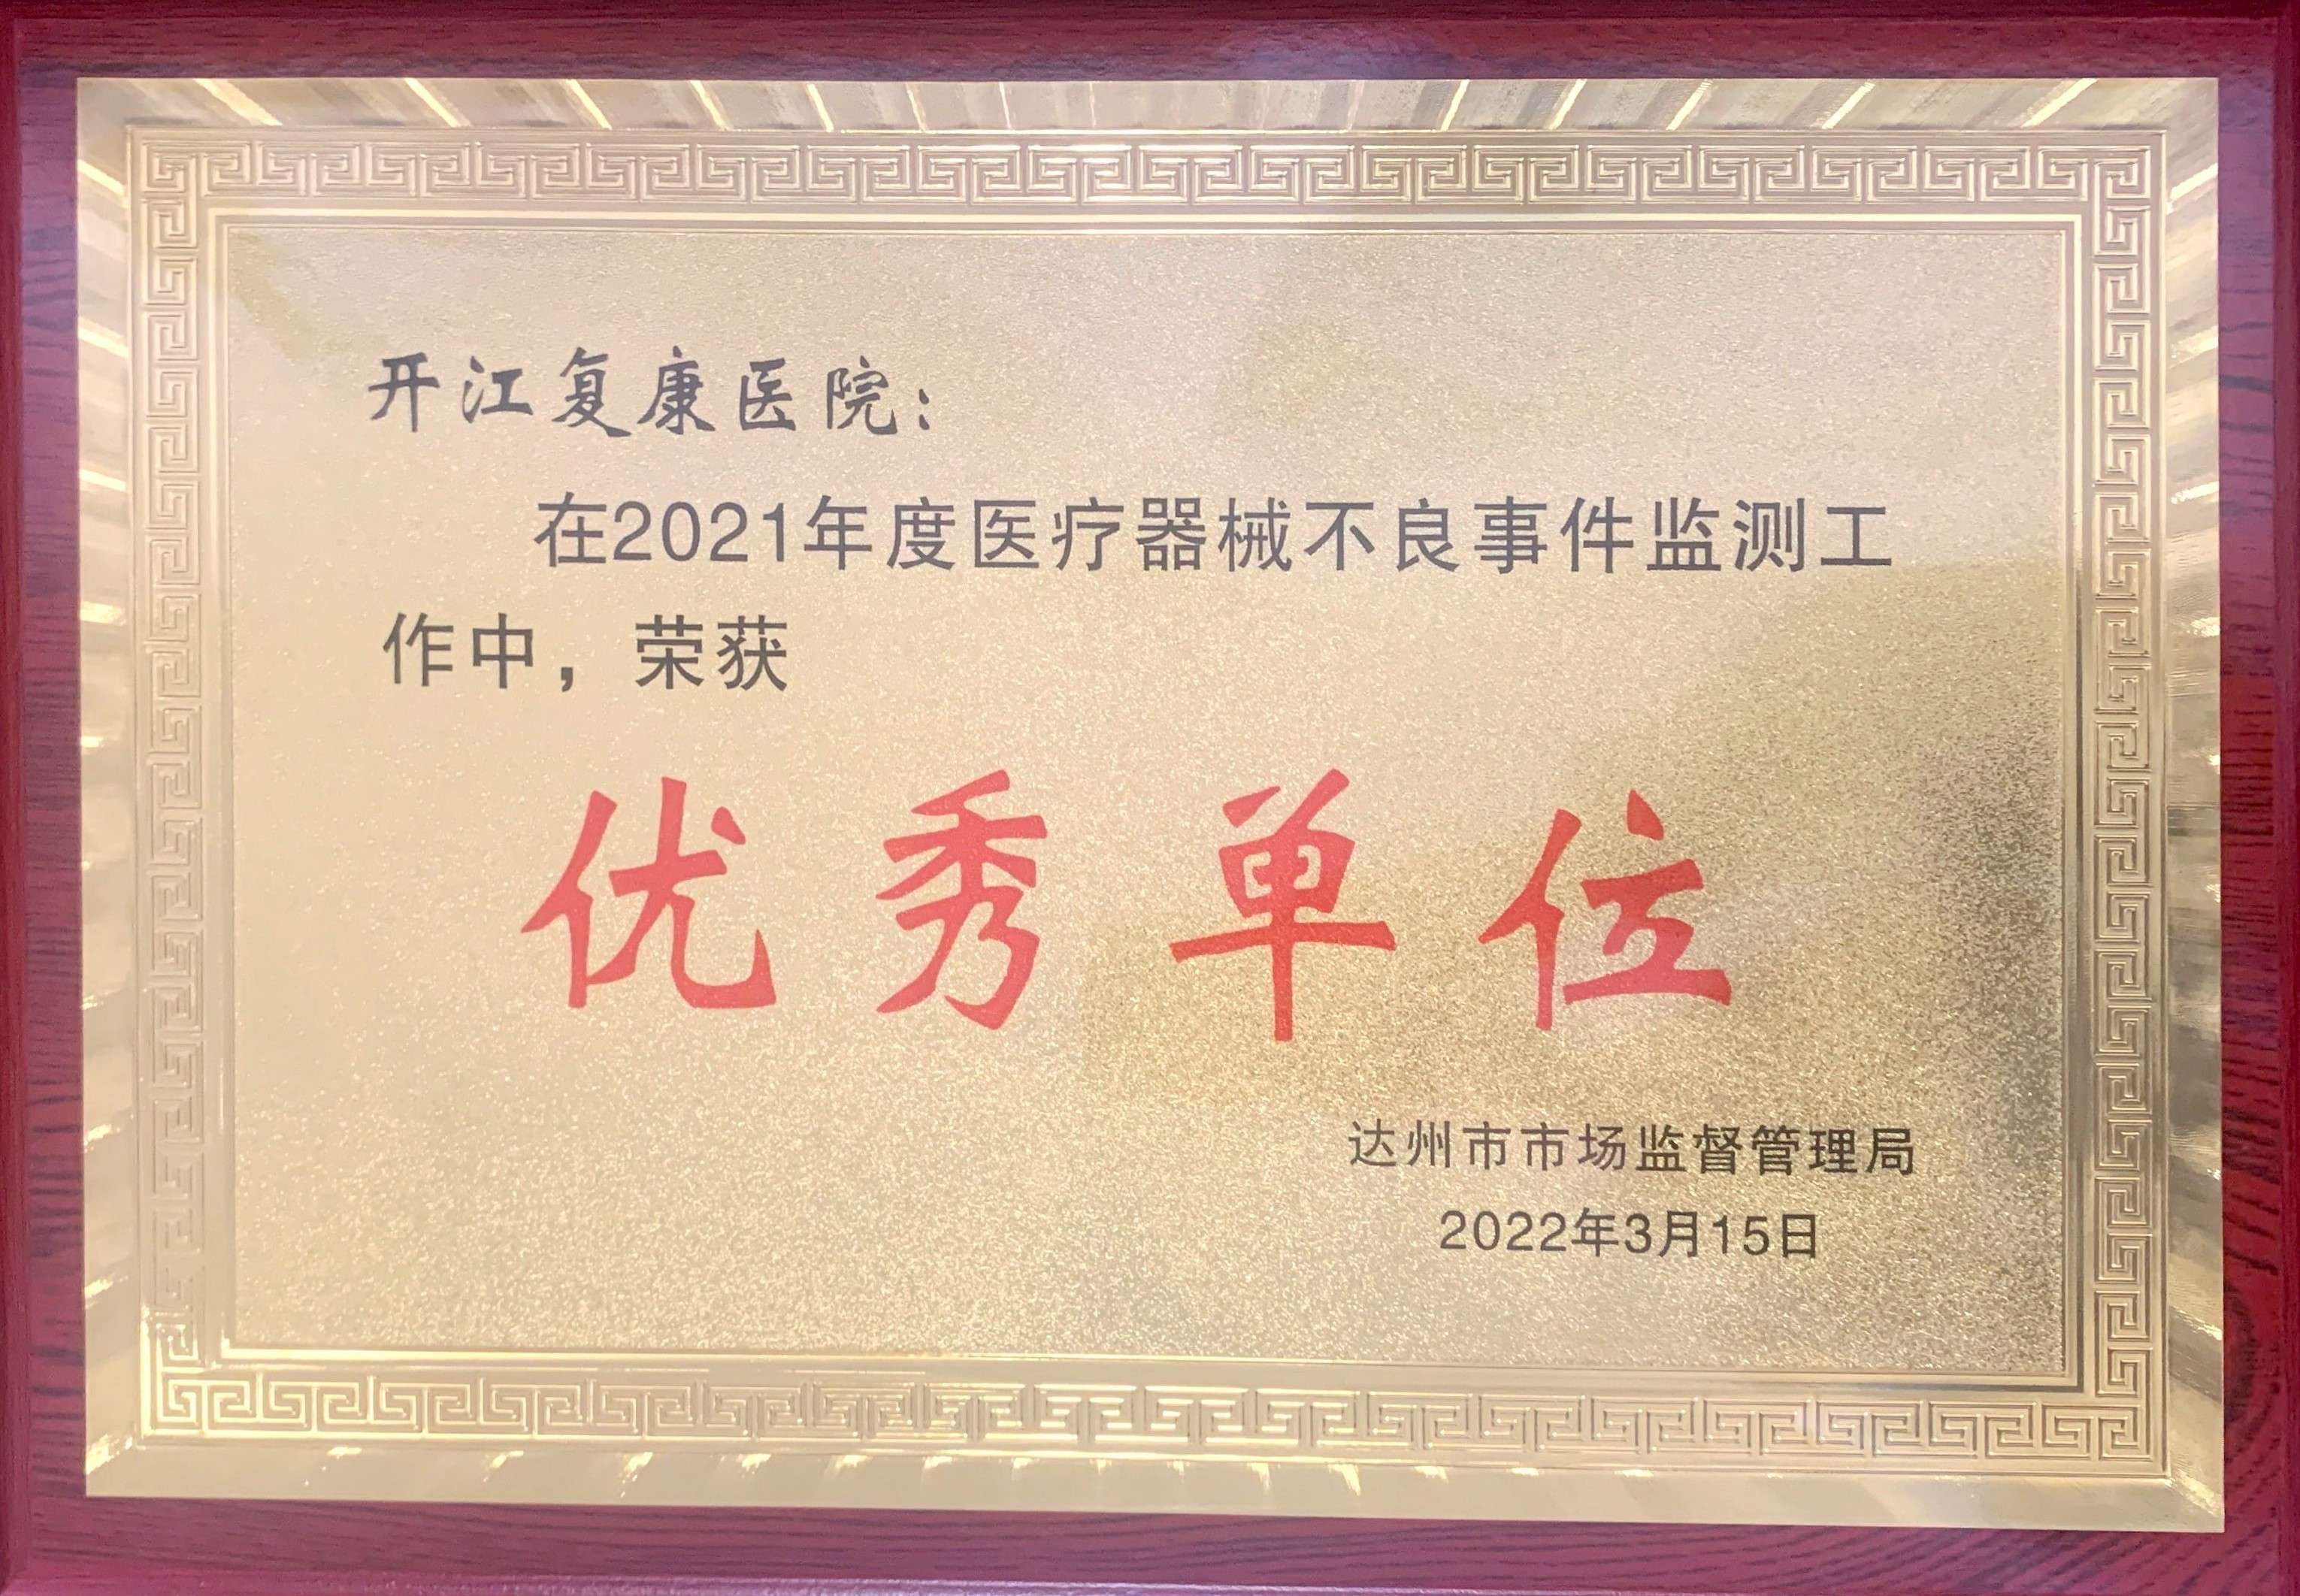 开江复康医院：
在2021年度医疗器械不良事件监测工
作中，荣获
优秀单位
达州市市场监督管理局
2022年3月15日